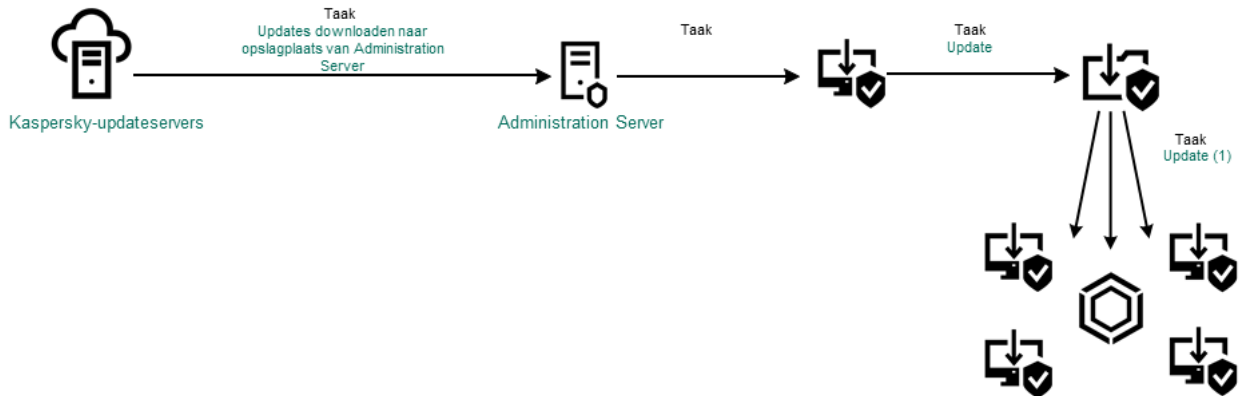 Taak
Updates downloaden naar
opslagplaats van Administration
Server
Kaspersky-updateservers
Administration Server
Taak
Taak
Update
Taak
Update (1)